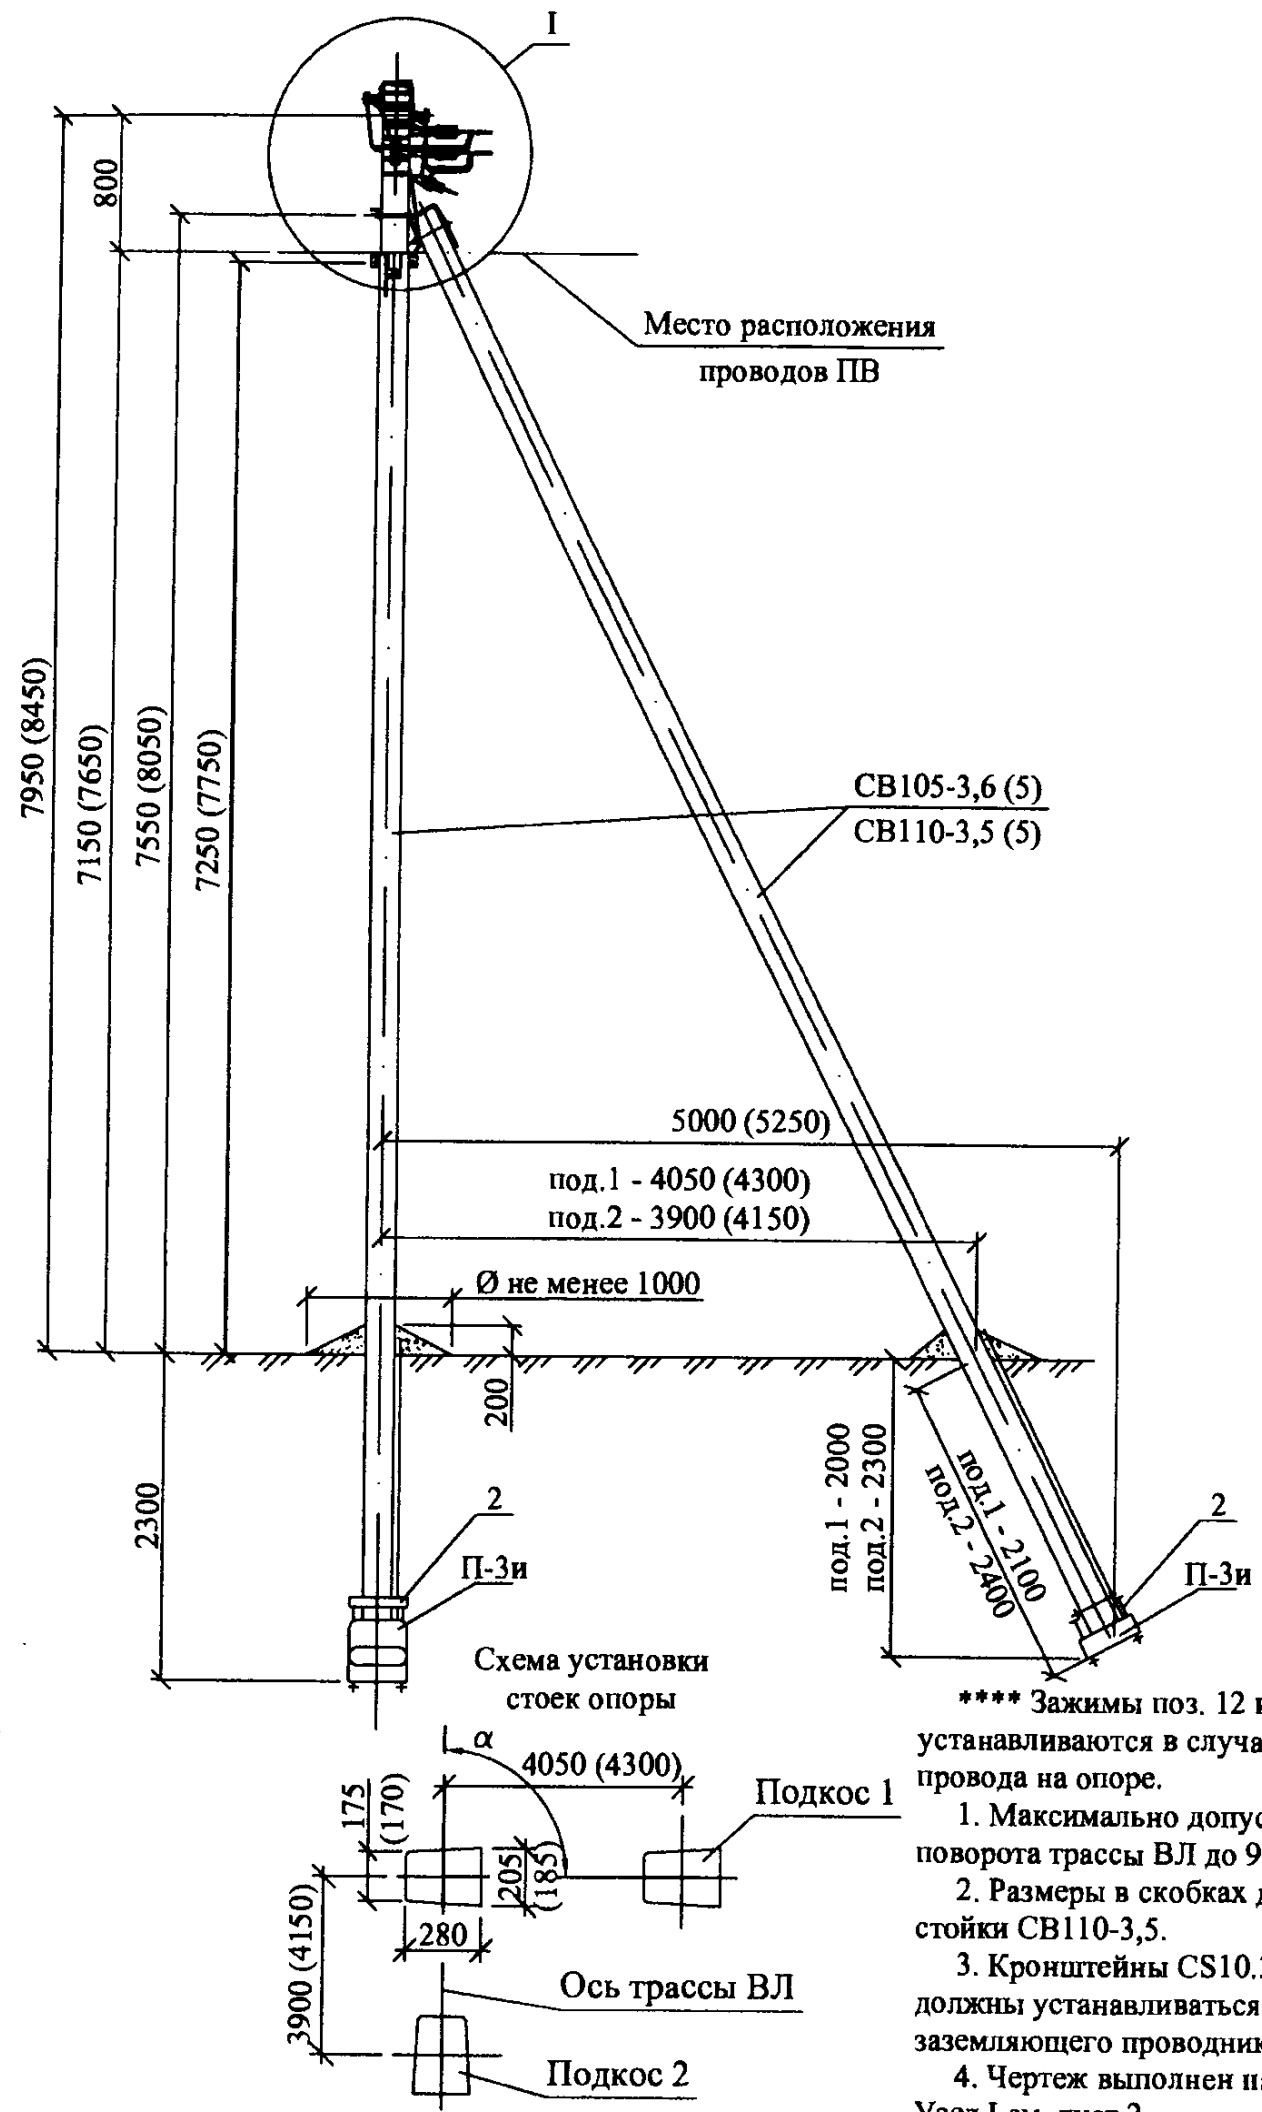 I
800
Место расположения
проводов ПВ
7950 (8450)
7150 (7650)
7550 (8050)
7250 (7750)
СВ105-3,6 (5)
СВ110-3,5 (5)
5000 (5250)
под.1 - 4050 (4300)
под.2 - 3900 (4150)
Ø не менее 1000
200
2300
2
П-3и
под.1 - 2000
под.2 - 2300
под.1 - 2100
под.2 - 2400
2
П-3и
Схема установки
стоек опоры
α
4050 (4300)
175
(170)
Подкос 1
205
(185)
280
3900 (4150)
Ось трассы ВЛ
Подкос 2
**** Зажимы поз. 12 и
устанавливаются в случа
провода на опоре.
1. Максимально допус
поворота трассы ВЛ до 9
2. Размеры в скобках д
стойки СВ110-3,5.
3. Кронштейны CS10.
должны устанавливаться
заземляющего проводник
4. Чертеж выполнен н